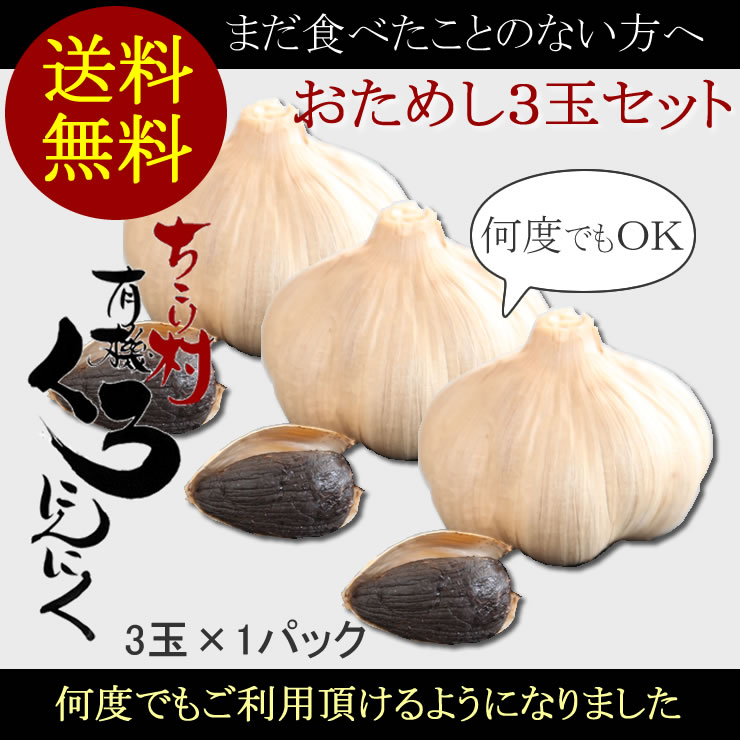 まだ食べたことのない方へ
送料
無料
おためし3玉セット
何度でもOK
ちこり村
有機
くろ
にんにく
3玉×1パック
何度でもご利用頂けるようになりました